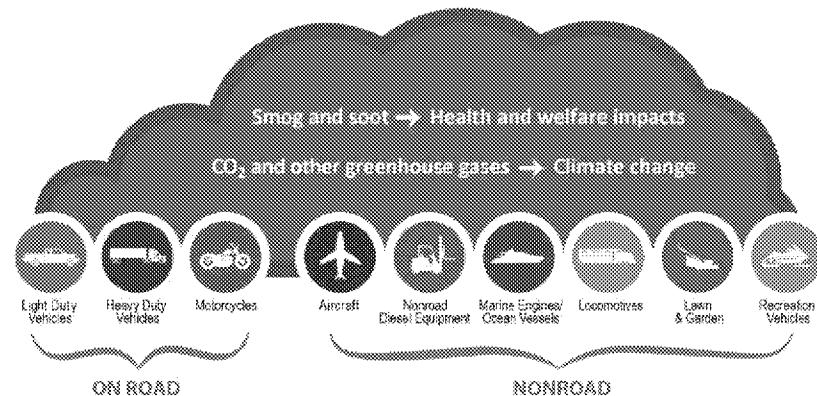 Smog and soot → Health and welfare impacts
CO₂ and other greenhouse gases → Climate change
Light Duty
Vehicles
Heavy Duty
Vehicles
Motorcycles
Aircraft
Nonroad
Diesel Equipment
Marine Engines/
Ocean Vessels
Locomotives
Lawn
& Garden
Recreation
Vehicles
ON ROAD
NONROAD